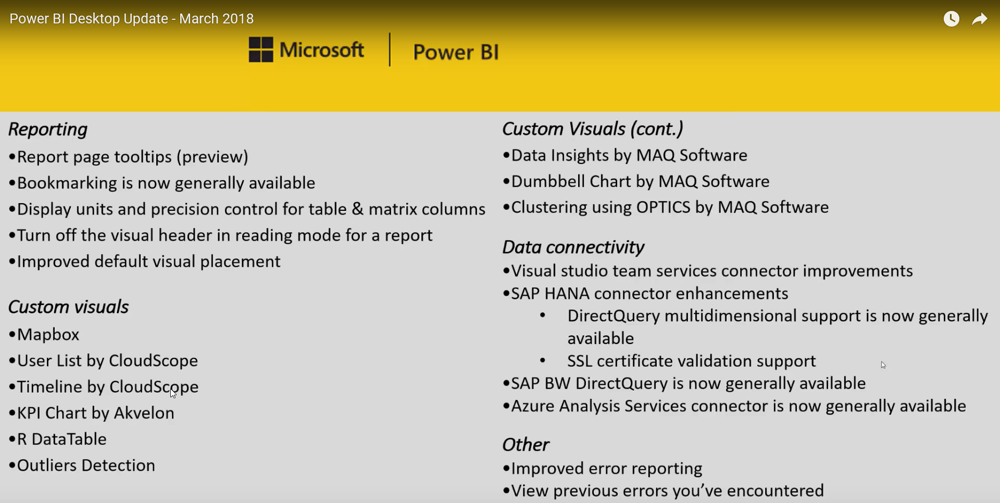 Power BI Desktop Update - March 2018
Microsoft | Power BI
Reporting
•Report page tooltips (preview)
•Bookmarking is now generally available
•Display units and precision control for table & matrix columns
•Turn off the visual header in reading mode for a report
•Improved default visual placement
Custom visuals
•Mapbox
•User List by CloudScope
•Timeline by CloudScope
•KPI Chart by Akvelon
•R DataTable
•Outliers Detection
Custom Visuals (cont.)
•Data Insights by MAQ Software
•Dumbbell Chart by MAQ Software
•Clustering using OPTICS by MAQ Software
Data connectivity
•Visual studio team services connector improvements
•SAP HANA connector enhancements
• DirectQuery multidimensional support is now generally
available
• SSL certificate validation support
•SAP BW DirectQuery is now generally available
•Azure Analysis Services connector is now generally available
Other
•Improved error reporting
•View previous errors you’ve encountered